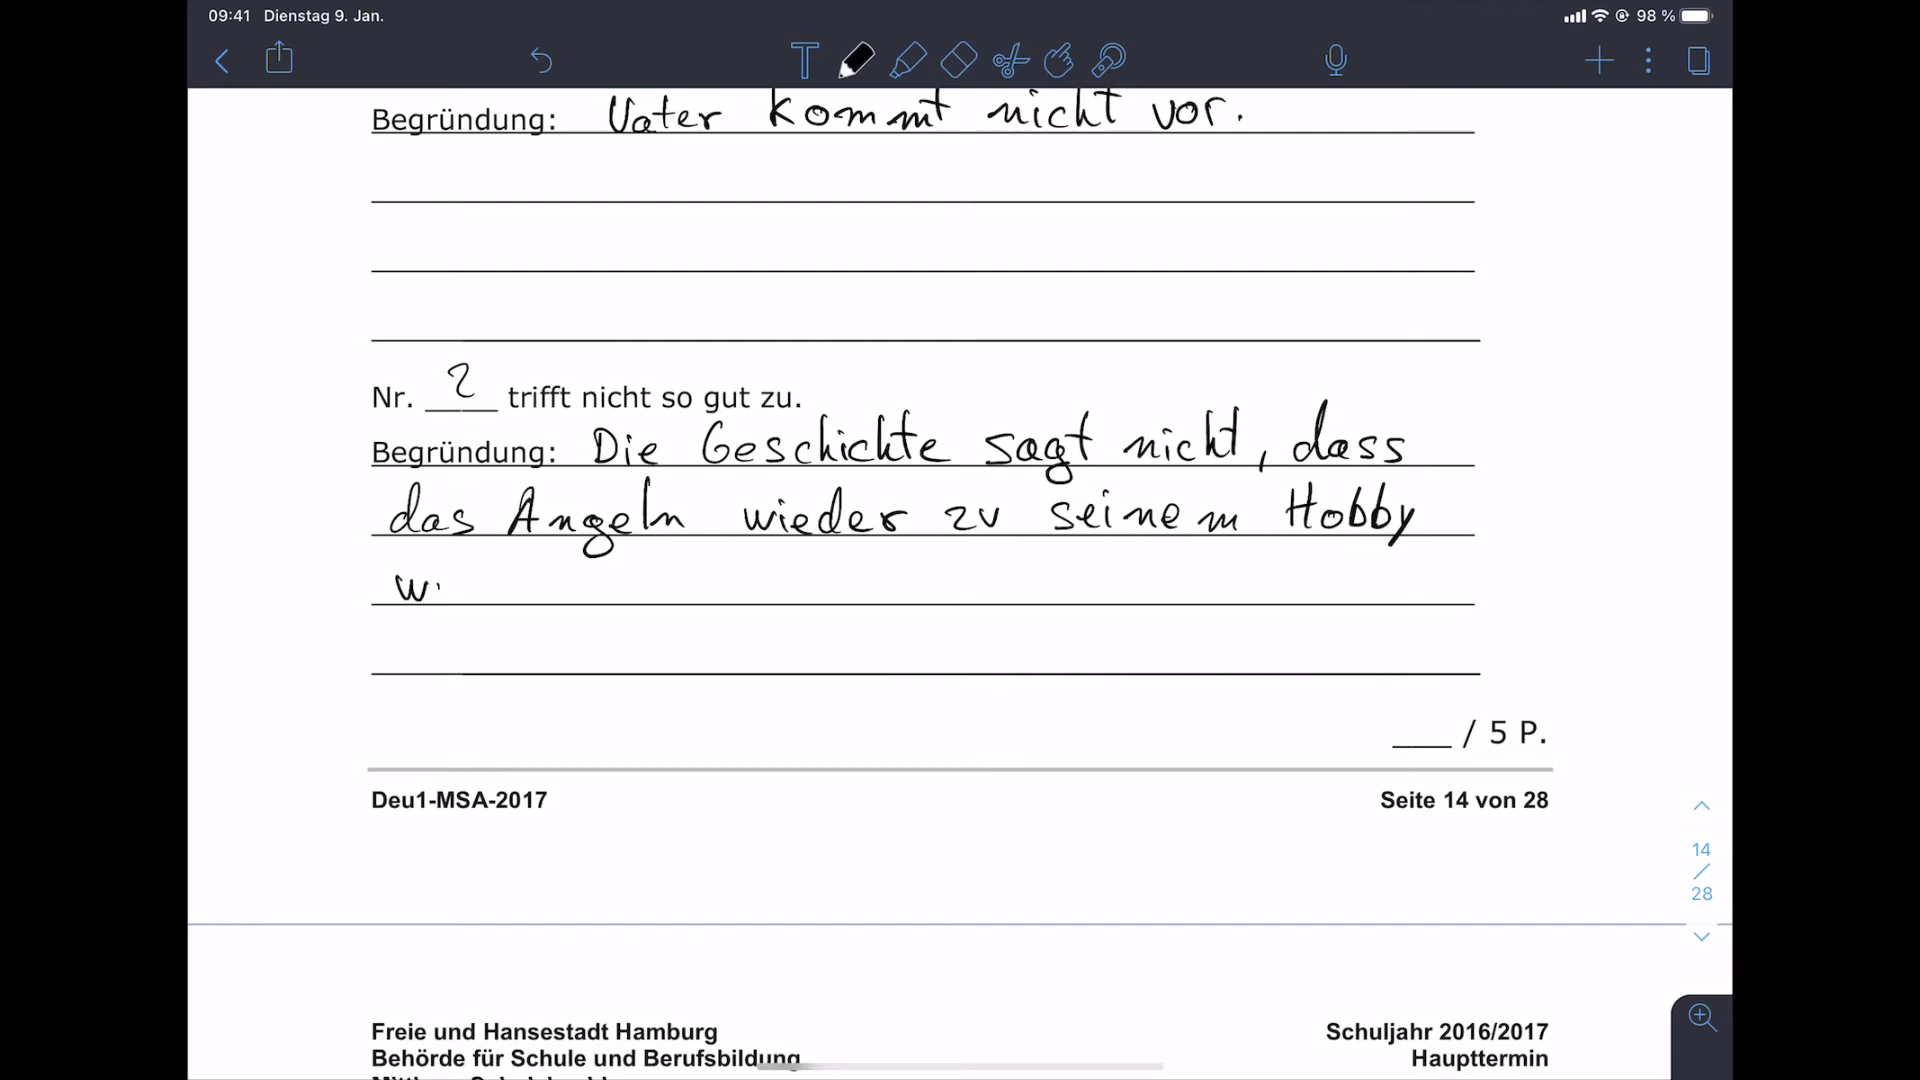 09:41 Dienstag 9. Jan. 98 %
Begründung: Vater kommt nicht vor.
Nr. 2 trifft nicht so gut zu.
Begründung: Die Geschichte sagt nicht, dass
das Angeln wieder zu seinem Hobby
w
___ / 5 P.
Deu1-MSA-2017 Seite 14 von 28
14
/
28
Freie und Hansestadt Hamburg Schuljahr 2016/2017
Behörde für Schule und Berufsbildung Haupttermin